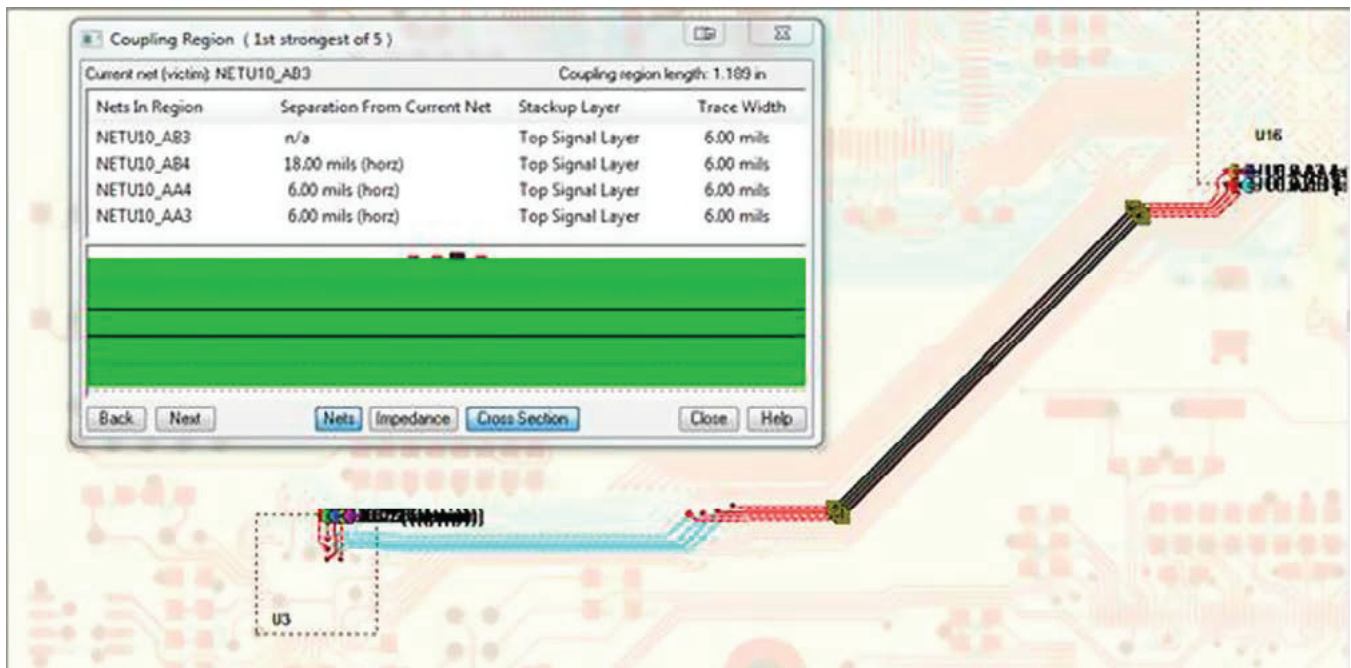 Coupling Region ( 1st strongest of 5 )
Current net (victim): NETU10_AB3 Coupling region length: 1.189 in
Nets In Region Separation From Current Net Stackup Layer Trace Width
NETU10_AB3 n/a Top Signal Layer 6.00 mils
NETU10_AB4 18.00 mils (horz) Top Signal Layer 6.00 mils
NETU10_AA4 6.00 mils (horz) Top Signal Layer 6.00 mils
NETU10_AA3 6.00 mils (horz) Top Signal Layer 6.00 mils
Back Next Nets Impedance Cross Section Close Help
U16
U3